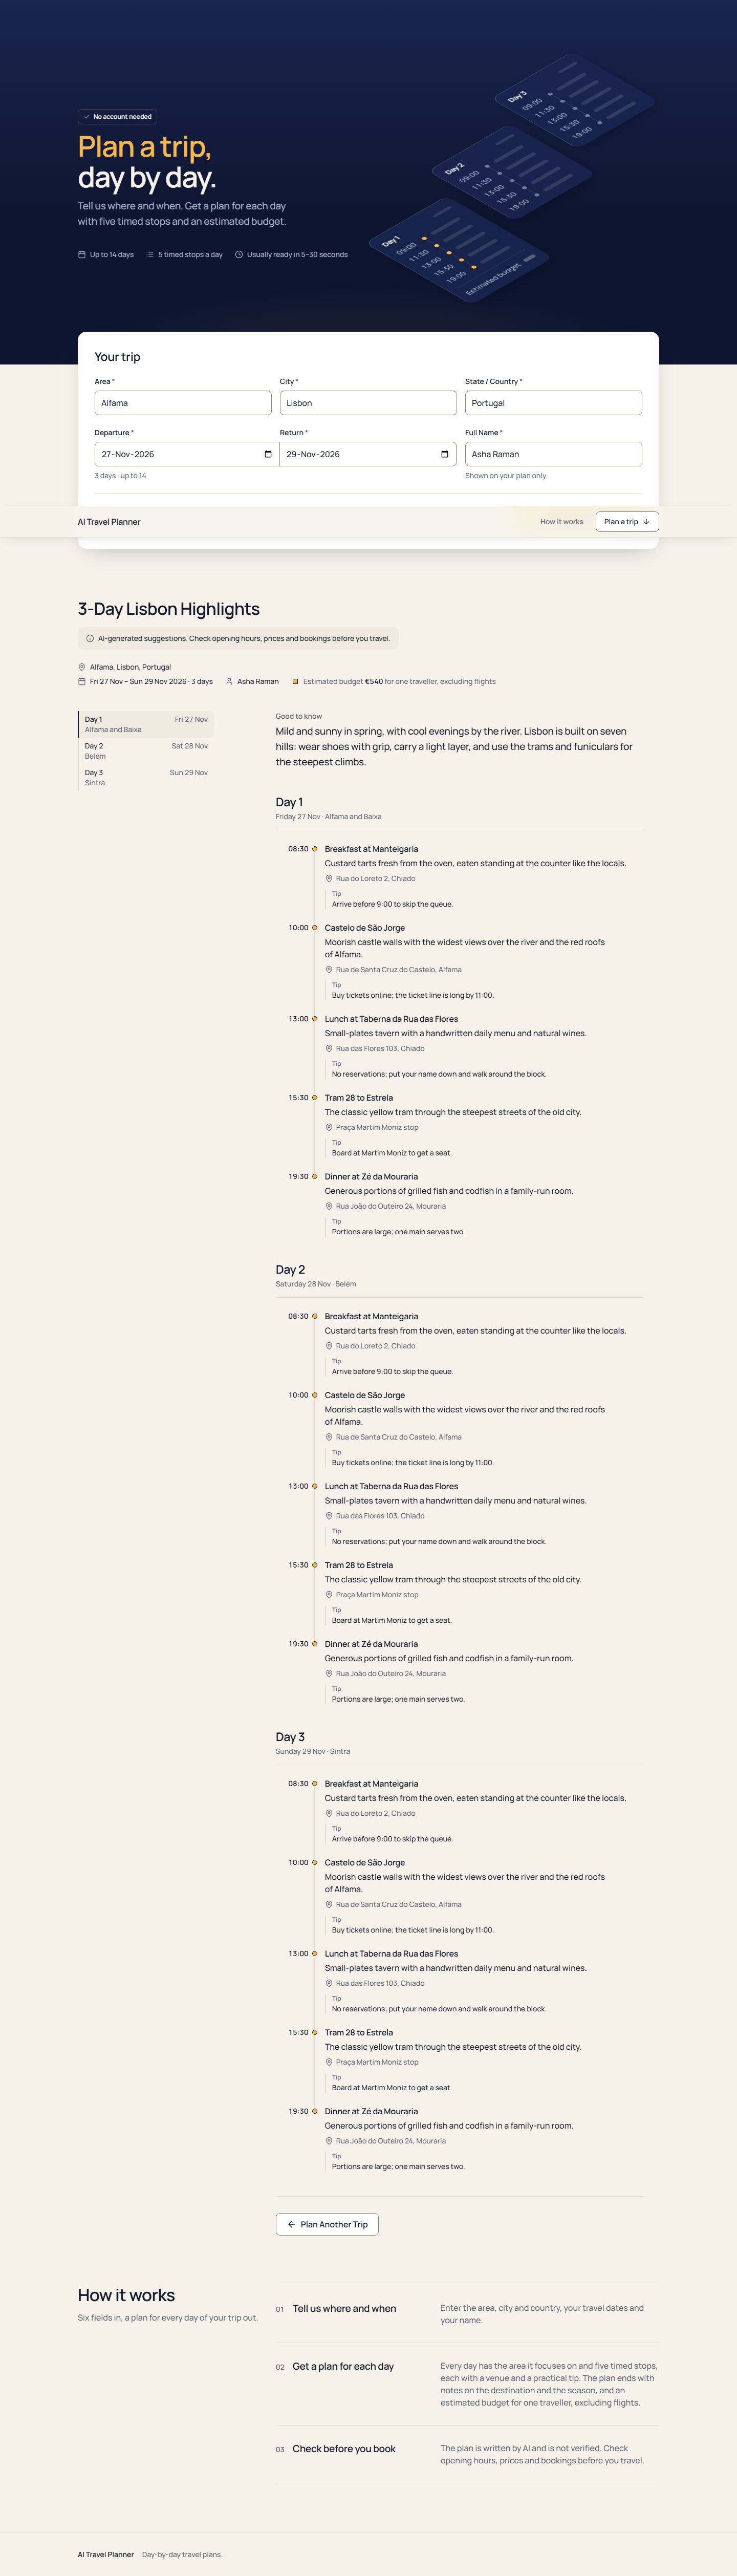 No account needed
Plan a trip,
day by day.
Tell us where and when. Get a plan for each day
with five timed stops and an estimated budget.
Up to 14 days
5 timed stops a day
Usually ready in 5–30 seconds
Day 3
09:00
11:30
13:00
15:30
19:00
Day 2
09:00
11:30
13:00
15:30
19:00
Day 1
09:00
11:30
13:00
15:30
19:00
Estimated budget
Your trip
Area *
City *
State / Country *
Alfama
Lisbon
Portugal
Departure *
Return *
Full Name *
27-Nov-2026
29-Nov-2026
Asha Raman
3 days · up to 14
Shown on your plan only.
AI Travel Planner
How it works
Plan a trip
3-Day Lisbon Highlights
AI-generated suggestions. Check opening hours, prices and bookings before you travel.
Alfama, Lisbon, Portugal
Fri 27 Nov – Sun 29 Nov 2026 · 3 days
Asha Raman
Estimated budget €540 for one traveller, excluding flights
Day 1 Fri 27 Nov
Alfama and Baixa
Day 2 Sat 28 Nov
Belém
Day 3 Sun 29 Nov
Sintra
Good to know
Mild and sunny in spring, with cool evenings by the river. Lisbon is built on seven
hills: wear shoes with grip, carry a light layer, and use the trams and funiculars for
the steepest climbs.
Day 1
Friday 27 Nov · Alfama and Baixa
08:30 Breakfast at Manteigaria
Custard tarts fresh from the oven, eaten standing at the counter like the locals.
Rua do Loreto 2, Chiado
Tip
Arrive before 9:00 to skip the queue.
10:00 Castelo de São Jorge
Moorish castle walls with the widest views over the river and the red roofs
of Alfama.
Rua de Santa Cruz do Castelo, Alfama
Tip
Buy tickets online; the ticket line is long by 11:00.
13:00 Lunch at Taberna da Rua das Flores
Small-plates tavern with a handwritten daily menu and natural wines.
Rua das Flores 103, Chiado
Tip
No reservations; put your name down and walk around the block.
15:30 Tram 28 to Estrela
The classic yellow tram through the steepest streets of the old city.
Praça Martim Moniz stop
Tip
Board at Martim Moniz to get a seat.
19:30 Dinner at Zé da Mouraria
Generous portions of grilled fish and codfish in a family-run room.
Rua João do Outeiro 24, Mouraria
Tip
Portions are large; one main serves two.
Day 2
Saturday 28 Nov · Belém
08:30 Breakfast at Manteigaria
Custard tarts fresh from the oven, eaten standing at the counter like the locals.
Rua do Loreto 2, Chiado
Tip
Arrive before 9:00 to skip the queue.
10:00 Castelo de São Jorge
Moorish castle walls with the widest views over the river and the red roofs
of Alfama.
Rua de Santa Cruz do Castelo, Alfama
Tip
Buy tickets online; the ticket line is long by 11:00.
13:00 Lunch at Taberna da Rua das Flores
Small-plates tavern with a handwritten daily menu and natural wines.
Rua das Flores 103, Chiado
Tip
No reservations; put your name down and walk around the block.
15:30 Tram 28 to Estrela
The classic yellow tram through the steepest streets of the old city.
Praça Martim Moniz stop
Tip
Board at Martim Moniz to get a seat.
19:30 Dinner at Zé da Mouraria
Generous portions of grilled fish and codfish in a family-run room.
Rua João do Outeiro 24, Mouraria
Tip
Portions are large; one main serves two.
Day 3
Sunday 29 Nov · Sintra
08:30 Breakfast at Manteigaria
Custard tarts fresh from the oven, eaten standing at the counter like the locals.
Rua do Loreto 2, Chiado
Tip
Arrive before 9:00 to skip the queue.
10:00 Castelo de São Jorge
Moorish castle walls with the widest views over the river and the red roofs
of Alfama.
Rua de Santa Cruz do Castelo, Alfama
Tip
Buy tickets online; the ticket line is long by 11:00.
13:00 Lunch at Taberna da Rua das Flores
Small-plates tavern with a handwritten daily menu and natural wines.
Rua das Flores 103, Chiado
Tip
No reservations; put your name down and walk around the block.
15:30 Tram 28 to Estrela
The classic yellow tram through the steepest streets of the old city.
Praça Martim Moniz stop
Tip
Board at Martim Moniz to get a seat.
19:30 Dinner at Zé da Mouraria
Generous portions of grilled fish and codfish in a family-run room.
Rua João do Outeiro 24, Mouraria
Tip
Portions are large; one main serves two.
Plan Another Trip
How it works
Six fields in, a plan for every day of your trip out.
01 Tell us where and when
Enter the area, city and country, your travel dates and
your name.
02 Get a plan for each day
Every day has the area it focuses on and five timed stops,
each with a venue and a practical tip. The plan ends with
notes on the destination and the season, and an
estimated budget for one traveller, excluding flights.
03 Check before you book
The plan is written by AI and is not verified. Check
opening hours, prices and bookings before you travel.
AI Travel Planner
Day-by-day travel plans.